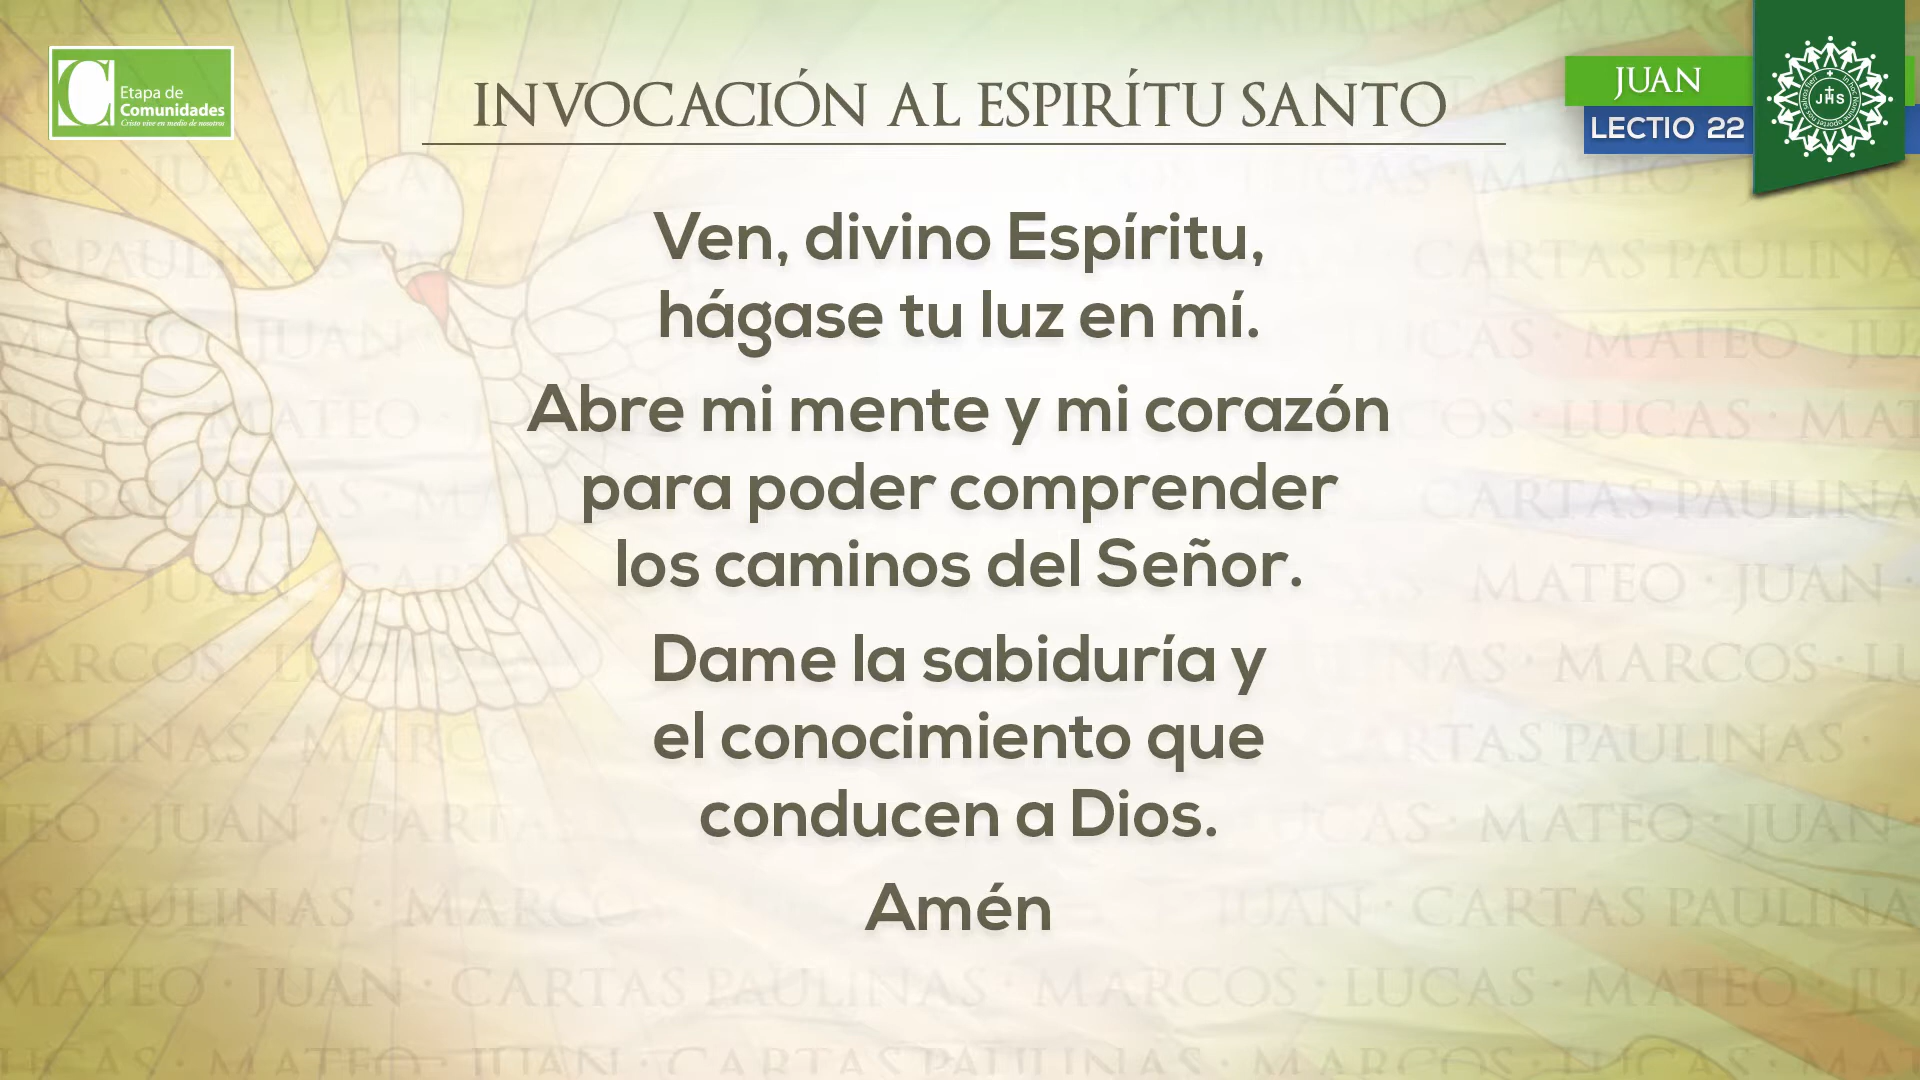 Etapa de
Comunidades
Cristo vive en medio de nosotros
INVOCACIÓN AL ESPIRÍTU SANTO
JUAN
LECTIO 22
JHS
Ven, divino Espíritu,
hágase tu luz en mí.
Abre mi mente y mi corazón
para poder comprender
los caminos del Señor.
Dame la sabiduría y
el conocimiento que
conducen a Dios.
Amén